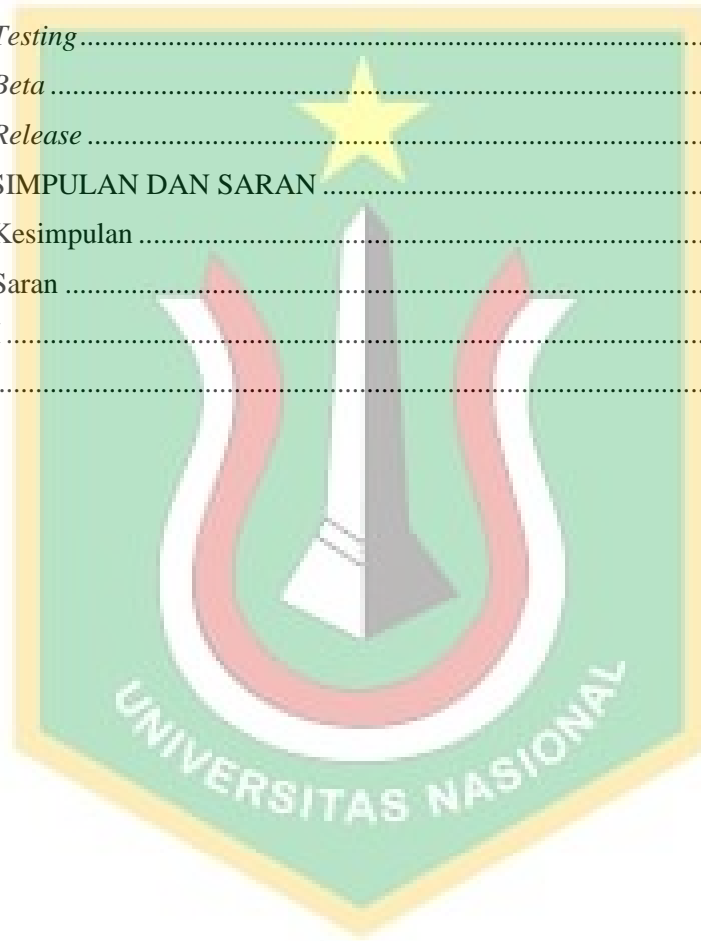 Testing........................................................................
Beta ...........................................................................
Release ........................................................................
SIMPULAN DAN SARAN .............................................................
Kesimpulan .....................................................................
Saran ..........................................................................
................................................................................
................................................................................
UNIVERSITAS NASIONAL